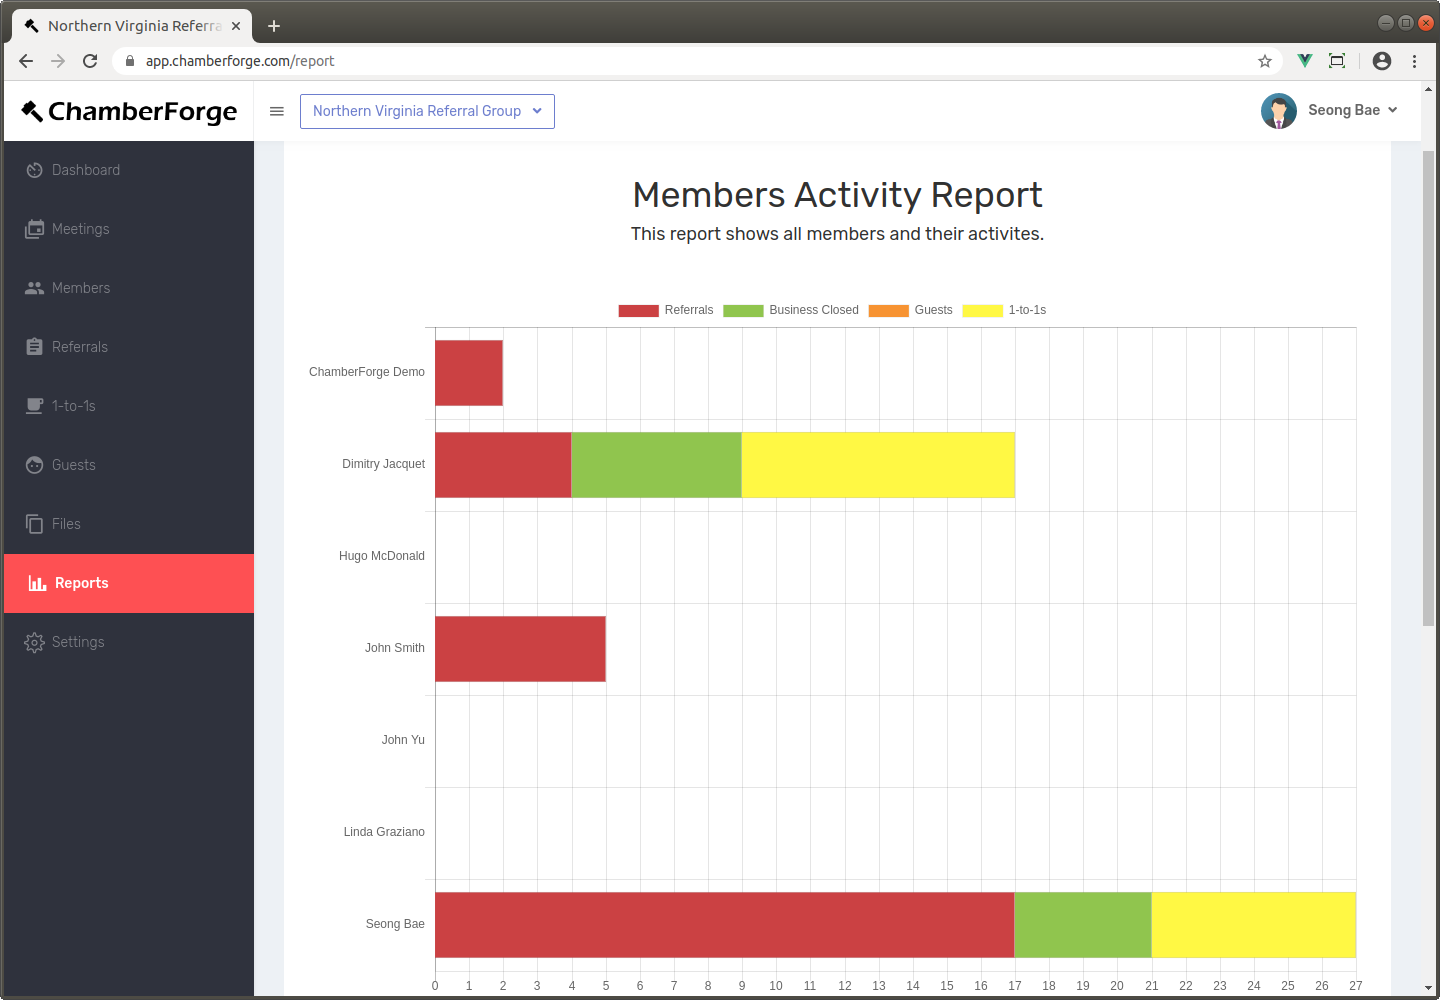 Northern Virginia Referra
app.chamberforge.com/report
ChamberForge
Northern Virginia Referral Group
Seong Bae
Dashboard
Meetings
Members
Referrals
1-to-1s
Guests
Files
Reports
Settings
Members Activity Report
This report shows all members and their activites.
Referrals Business Closed Guests 1-to-1s
ChamberForge Demo
Dimitry Jacquet
Hugo McDonald
John Smith
John Yu
Linda Graziano
Seong Bae
0 1 2 3 4 5 6 7 8 9 10 11 12 13 14 15 16 17 18 19 20 21 22 23 24 25 26 27